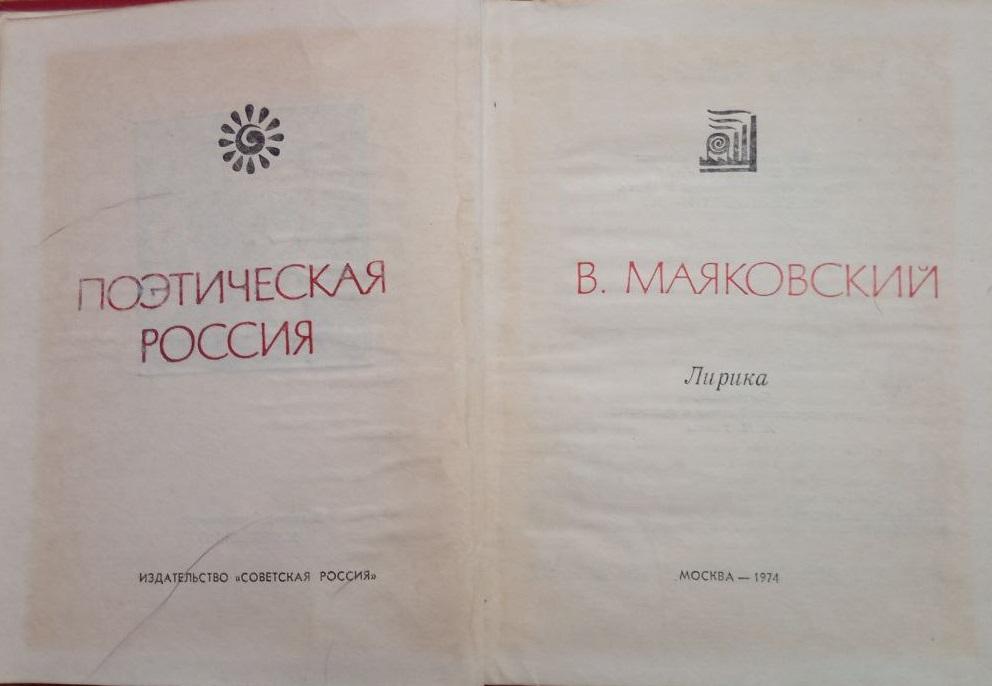 ПОЭТИЧЕСКАЯ
РОССИЯ
ИЗДАТЕЛЬСТВО «СОВЕТСКАЯ РОССИЯ»
В. МАЯКОВСКИЙ
Лирика
МОСКВА — 1974